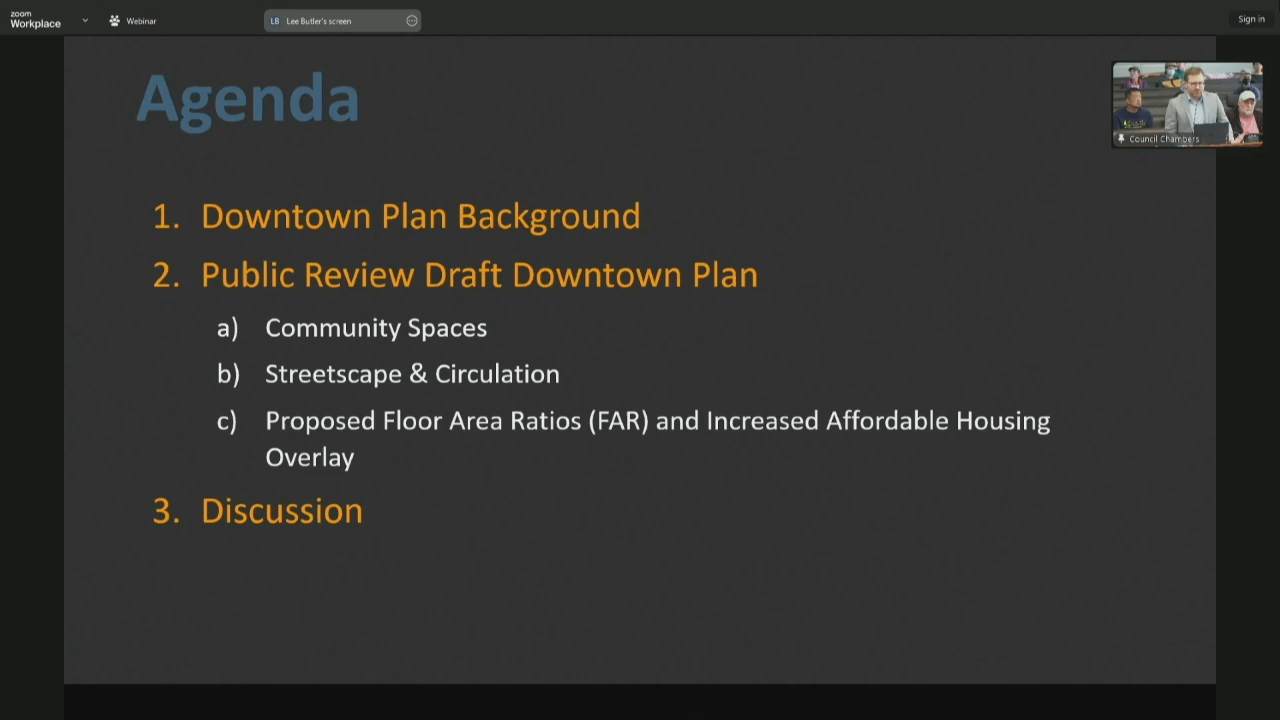 zoom
Workplace
Webinar
LB Lee Butler's screen
Sign in
Agenda
Council Chambers
1. Downtown Plan Background
2. Public Review Draft Downtown Plan
a) Community Spaces
b) Streetscape & Circulation
c) Proposed Floor Area Ratios (FAR) and Increased Affordable Housing
Overlay
3. Discussion